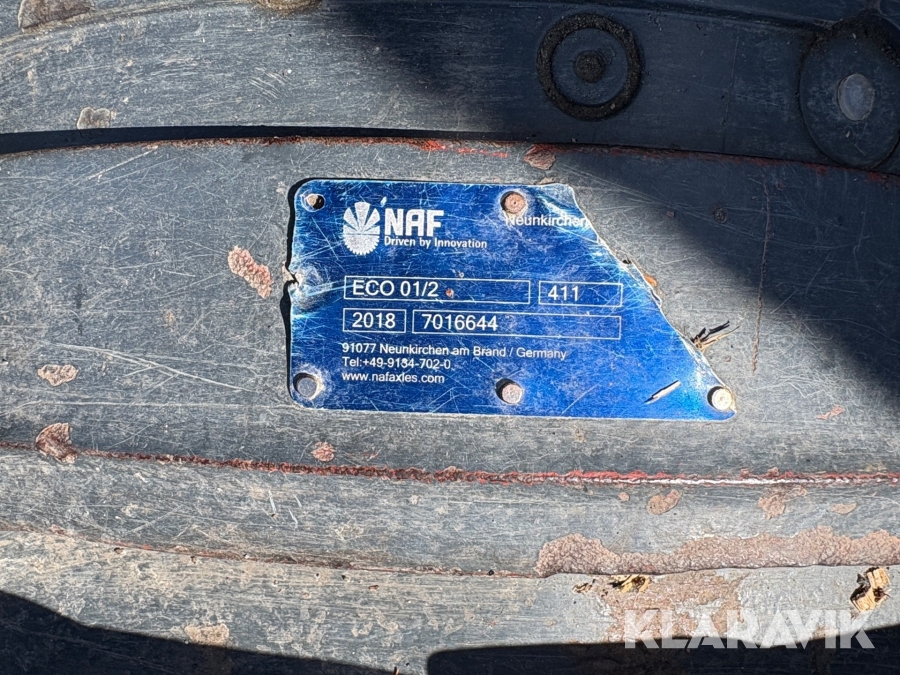 NAF
Neunkirchen
Driven by Innovation
ECO 01/2 411
2018 7016644
91077 Neunkirchen am Brand / Germany
Tel:+49-9134-702-0
www.nafaxles.com
KLARAVIK